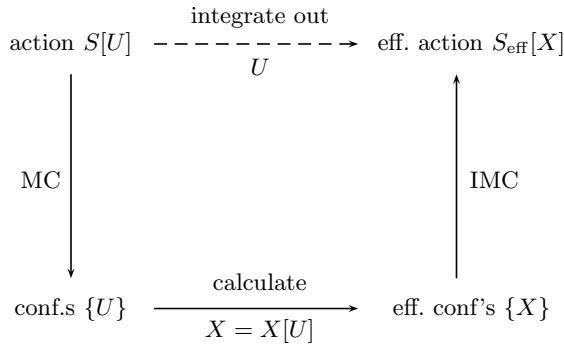 integrate out
action S[U]
eff. action S_eff[X]
U
MC
IMC
calculate
conf.s {U}
eff. conf's {X}
X = X[U]